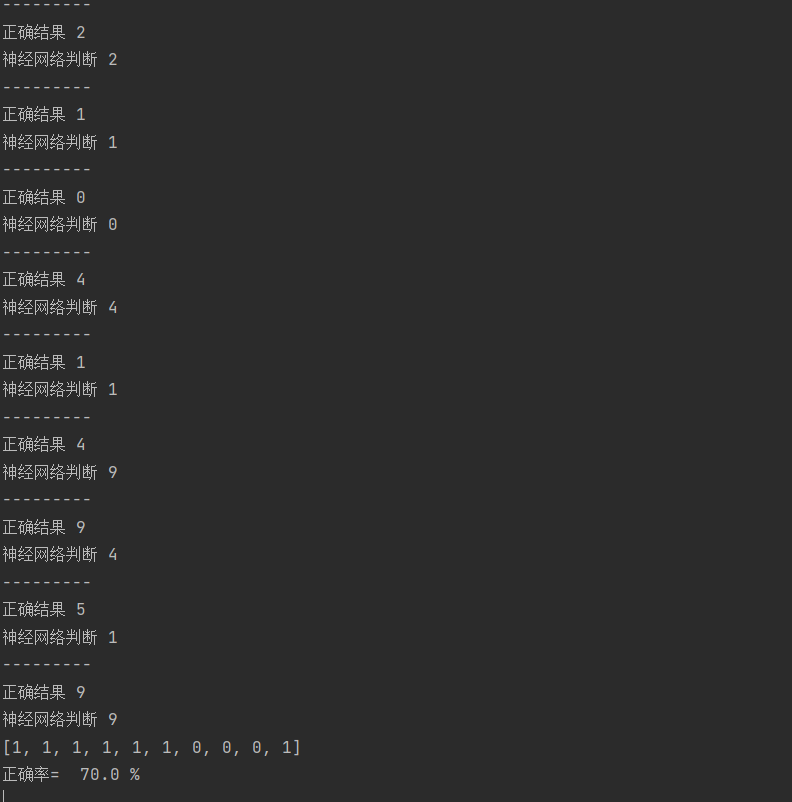 ---------
正确结果 2
神经网络判断 2
---------
正确结果 1
神经网络判断 1
---------
正确结果 0
神经网络判断 0
---------
正确结果 4
神经网络判断 4
---------
正确结果 1
神经网络判断 1
---------
正确结果 4
神经网络判断 9
---------
正确结果 9
神经网络判断 4
---------
正确结果 5
神经网络判断 1
---------
正确结果 9
神经网络判断 9
[1, 1, 1, 1, 1, 1, 0, 0, 0, 1]
正确率=  70.0 %